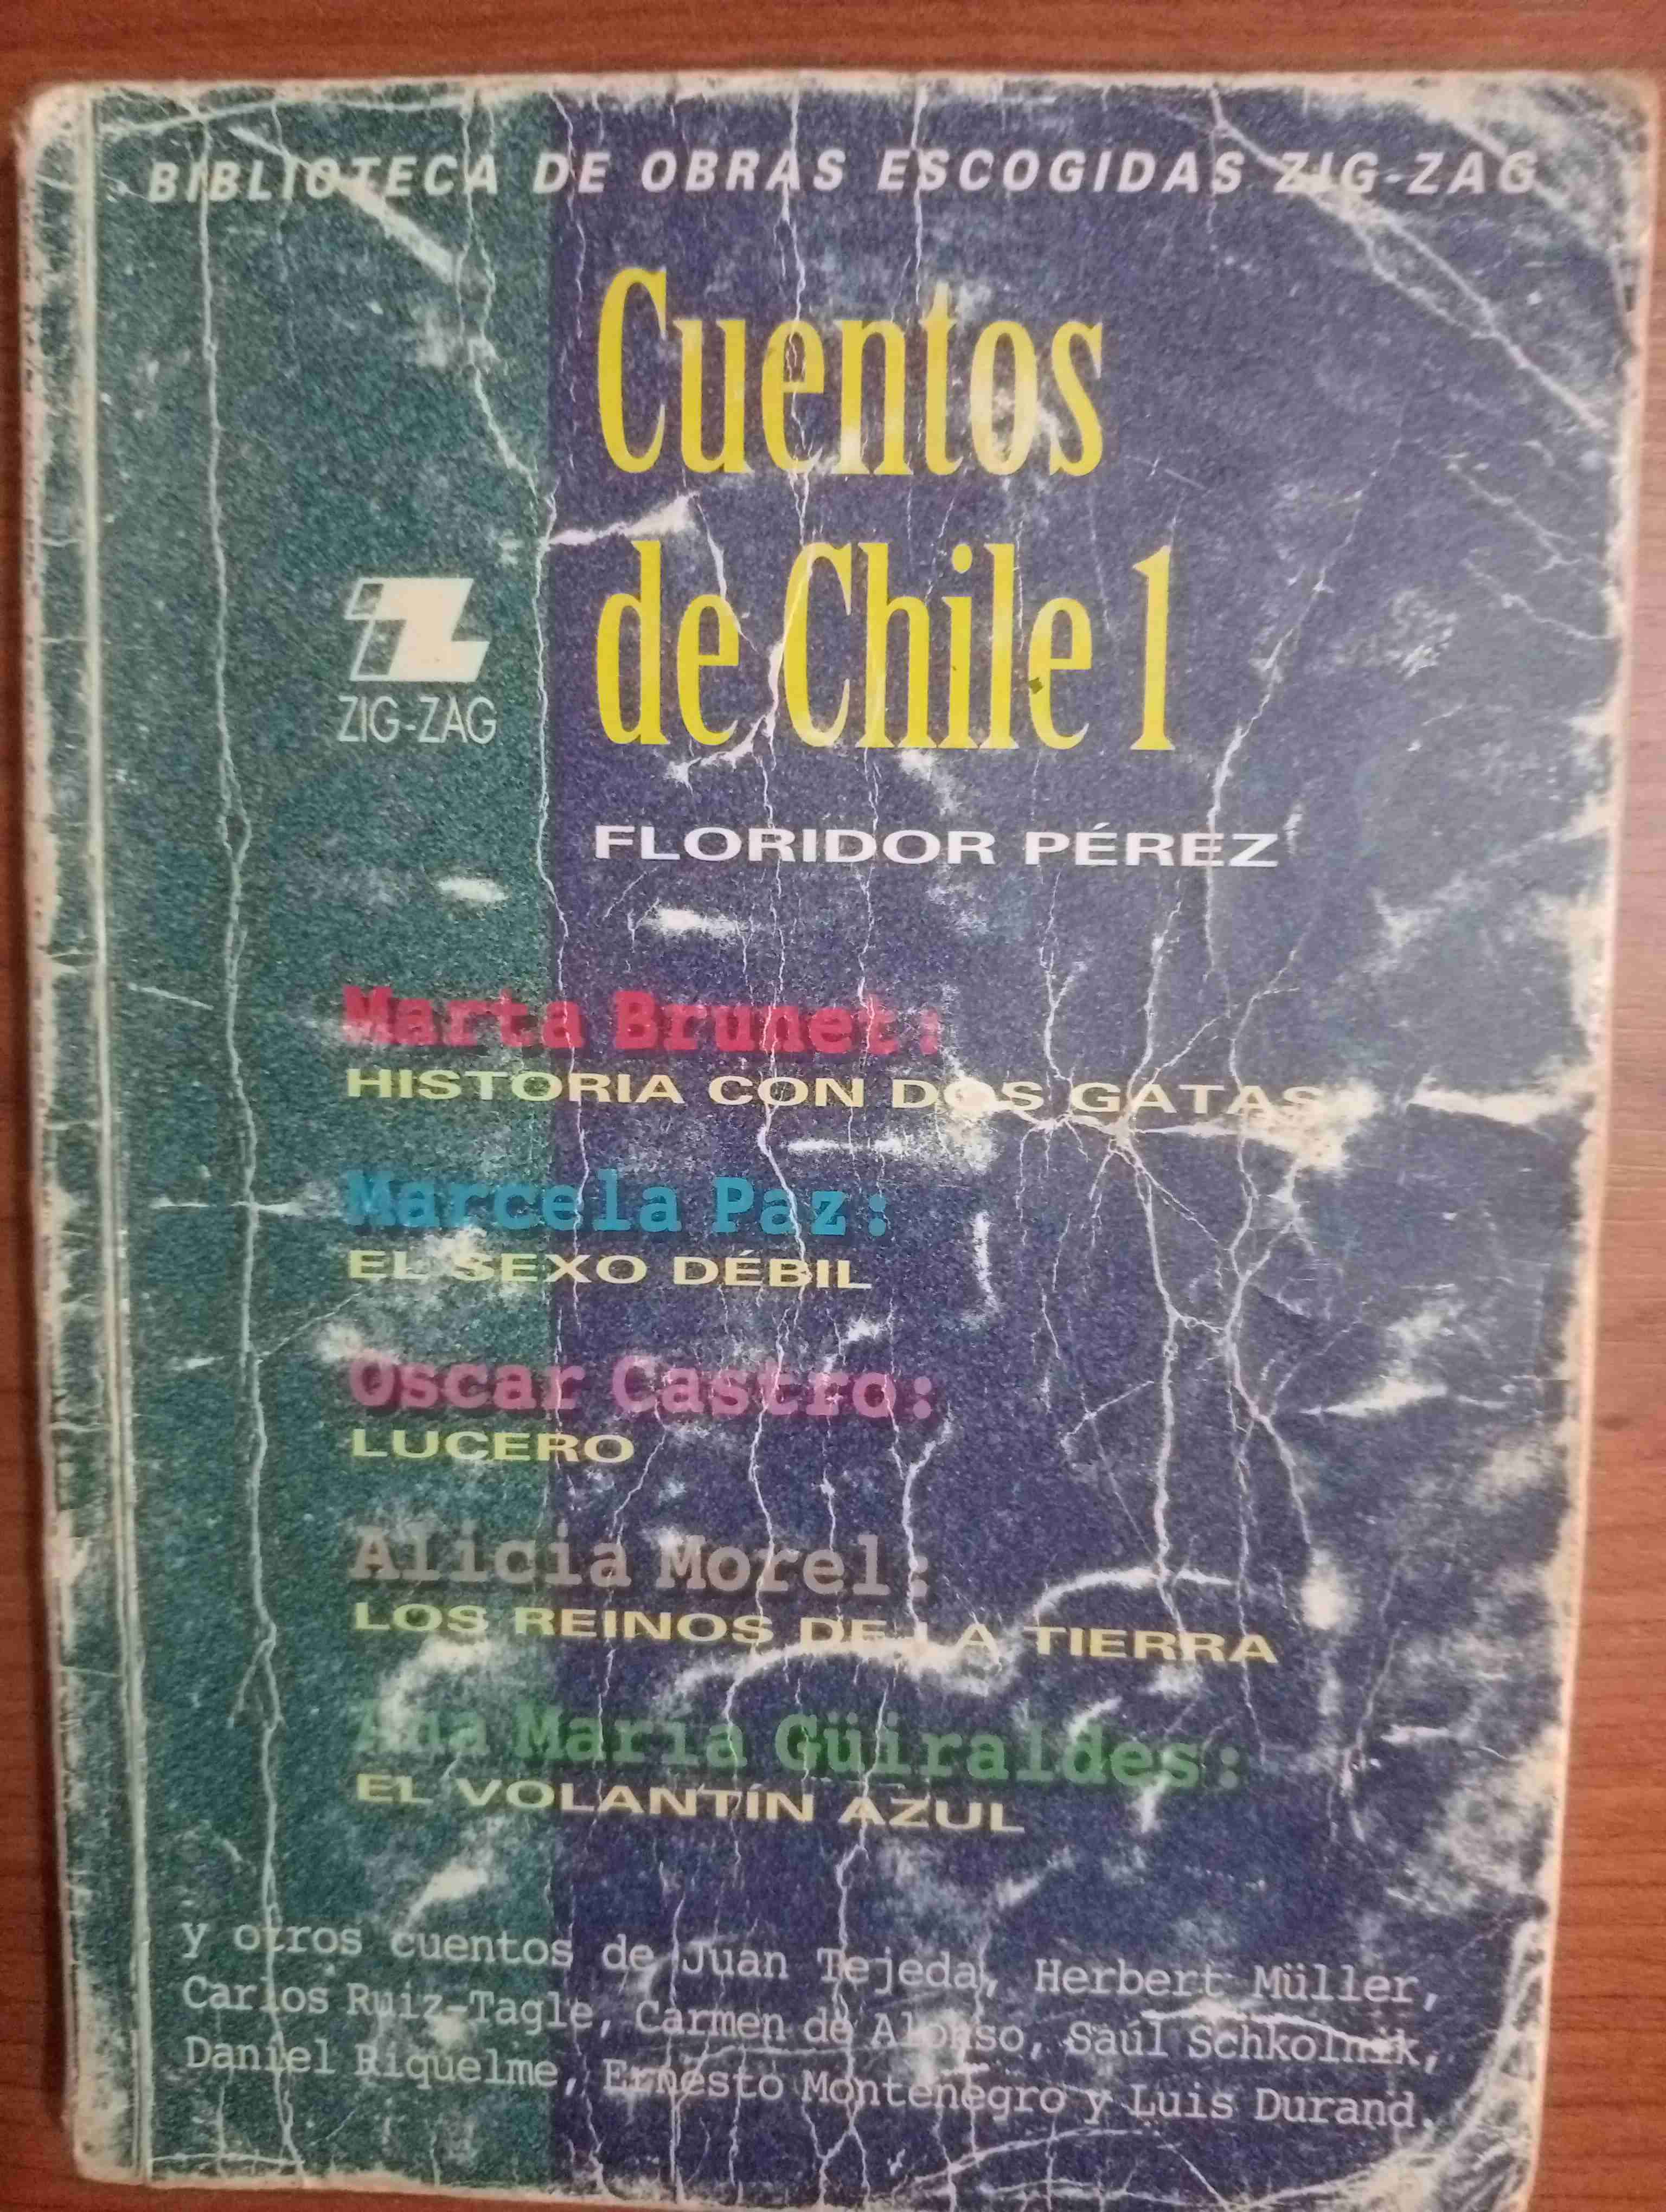 BIBLIOTECA DE OBRAS ESCOGIDAS ZIG-ZAG
Cuentos
de Chile 1
ZIG-ZAG
FLORIDOR PÉREZ
Marta Brunet:
HISTORIA CON DOS GATAS
Marcela Paz:
EL SEXO DÉBIL
Oscar Castro:
LUCERO
Alicia Morel:
LOS REINOS DE LA TIERRA
Ana María Güiraldes:
EL VOLANTÍN AZUL
y otros cuentos de Juan Tejeda, Herbert Müller,
Carlos Ruiz-Tagle, Carmen de Alonso, Saúl Schkolnik,
Daniel Riquelme, Ernesto Montenegro y Luis Durand.